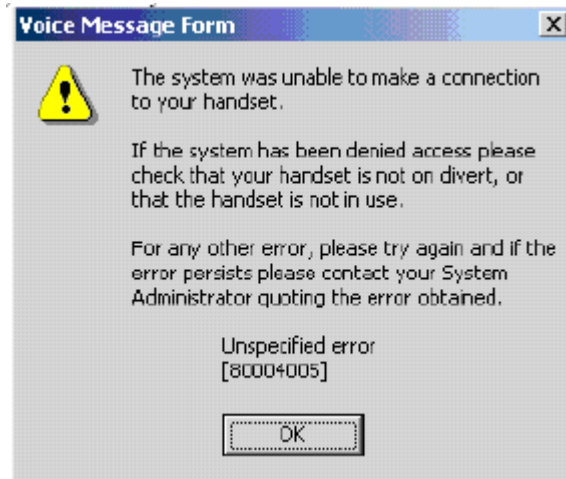 Voice Message Form
The system was unable to make a connection
to your handset.
If the system has been denied access please
check that your handset is not on divert, or
that the handset is not in use.
For any other error, please try again and if the
error persists please contact your System
Administrator quoting the error obtained.
Unspecified error
[80004005]
OK